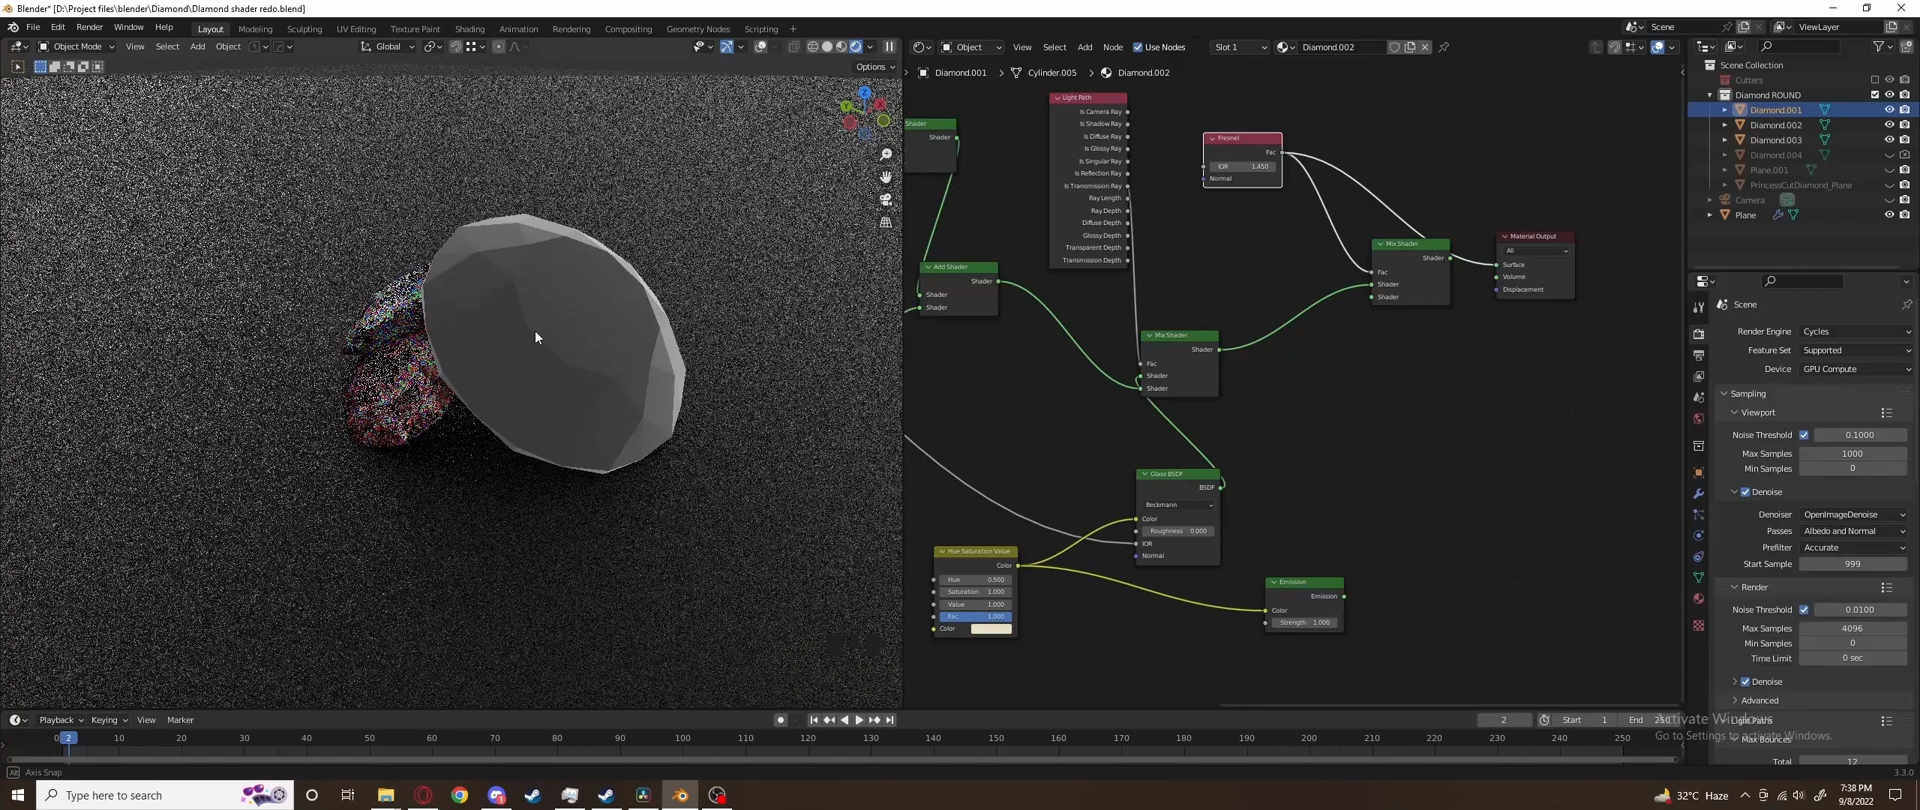 Blender* [D:\Project files\blender\Diamond\DIamond shader redo.blend]
File Edit Render Window Help Layout Modeling Sculpting UV Editing Texture Paint Shading Animation Rendering Compositing Geometry Nodes Scripting + Scene ViewLayer
Object Mode View Select Add Object Global Object View Select Add Node Use Nodes Slot 1 Diamond.002
Options
Diamond.001 > Cylinder.005 > Diamond.002
Z
Y
X
Shader
Shader
Light Path
Is Camera Ray
Is Shadow Ray
Is Diffuse Ray
Is Glossy Ray
Is Singular Ray
Is Reflection Ray
Is Transmission Ray
Ray Length
Ray Depth
Diffuse Depth
Glossy Depth
Transparent Depth
Transmission Depth
Fresnel
Fac
IOR 1.450
Normal
Mix Shader
Shader
Fac
Shader
Shader
Material Output
All
Surface
Volume
Displacement
Add Shader
Shader
Shader
Shader
Mix Shader
Shader
Fac
Shader
Shader
Glass BSDF
BSDF
Beckmann
Color
Roughness 0.000
IOR
Normal
Hue Saturation Value
Color
Hue 0.500
Saturation 1.000
Value 1.000
Fac 1.000
Color
Emission
Emission
Color
Strength 1.000
Scene Collection
Cutters
Diamond ROUND
Diamond.001
Diamond.002
Diamond.003
Diamond.004
Plane.001
PrincessCutDiamond_Plane
Camera
Plane
Scene
Render Engine Cycles
Feature Set Supported
Device GPU Compute
Sampling
Viewport
Noise Threshold 0.1000
Max Samples 1000
Min Samples 0
Denoise
Denoiser OpenImageDenoise
Passes Albedo and Normal
Prefilter Accurate
Start Sample 999
Render
Noise Threshold 0.0100
Max Samples 4096
Min Samples 0
Time Limit 0 sec
Denoise
Advanced
Light Paths
Max Bounces
Total 12
Activate Windows
Go to Settings to activate Windows.
Playback Keying View Marker 2 Start 1 End 250
0 2 10 20 30 40 50 60 70 80 90 100 110 120 130 140 150 160 170 180 190 200 210 220 230 240 250
Alt Axis Snap 3.3.0
Type here to search 32°C Haze 7:38 PM
9/8/2022